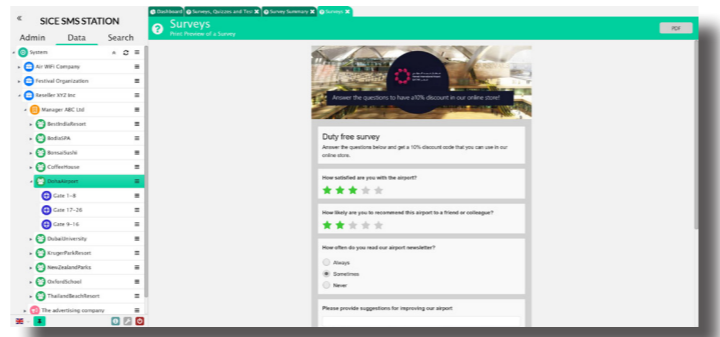 SICE SMS STATION
Admin Data Search
System
Air WiFi Company
Festival Organization
Reseller XYZ Inc
Manager ABC Ltd
BestIndiaResort
BodiaSPA
BonsaiSushi
CoffeeHouse
DohaAirport
Gate 1-8
Gate 17-26
Gate 9-16
DubaiUniversity
KrugerParkResort
NewZealandParks
OxfordSchool
ThailandBeachResort
The advertising company
Dashboard Surveys, Quizzes and Test Survey Summary Surveys
Surveys
Print Preview of a Survey
PDF
Answer the questions to have a10% discount in our online store!
Duty free survey
Answer the questions below and get a 10% discount code that you can use in our
online store.
How satisfied are you with the airport?
How likely are you to recommend this airport to a friend or colleague?
How often do you read our airport newsletter?
Always
Sometimes
Never
Please provide suggestions for improving our airport